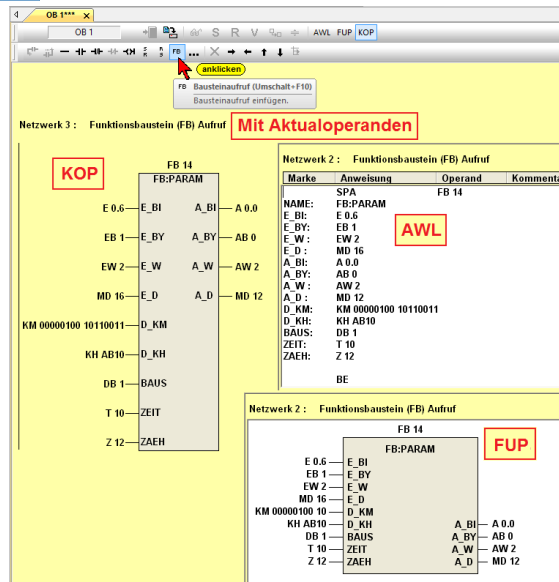 4
OB 1***
x
OB 1
S R V
AWL FUP KOP
FB
anklicken
FB Bausteinaufruf (Umschalt+F10)
Bausteinaufruf einfügen.
Netzwerk 3 : Funktionsbaustein (FB) Aufruf
Mit Aktualoperanden
KOP
FB 14
FB:PARAM
E 0.6 E_BI A_BI A 0.0
EB 1 E_BY A_BY AB 0
EW 2 E_W A_W AW 2
MD 16 E_D A_D MD 12
KM 00000100 10110011 D_KM
KH AB10 D_KH
DB 1 BAUS
T 10 ZEIT
Z 12 ZAEH
Netzwerk 2 : Funktionsbaustein (FB) Aufruf
Marke Anweisung Operand Kommenta
SPA FB 14
NAME: FB:PARAM
E_BI: E 0.6
E_BY: EB 1
E_W : EW 2
E_D : MD 16
A_BI: A 0.0
A_BY: AB 0
A_W : AW 2
A_D : MD 12
D_KM: KM 00000100 10110011
D_KH: KH AB10
BAUS: DB 1
ZEIT: T 10
ZAEH: Z 12
BE
AWL
Netzwerk 2 : Funktionsbaustein (FB) Aufruf
FB 14
FB:PARAM
FUP
E 0.6 E_BI
EB 1 E_BY
EW 2 E_W
MD 16 E_D
KM 00000100 10 D_KM
KH AB10 D_KH A_BI A 0.0
DB 1 BAUS A_BY AB 0
T 10 ZEIT A_W AW 2
Z 12 ZAEH A_D MD 12